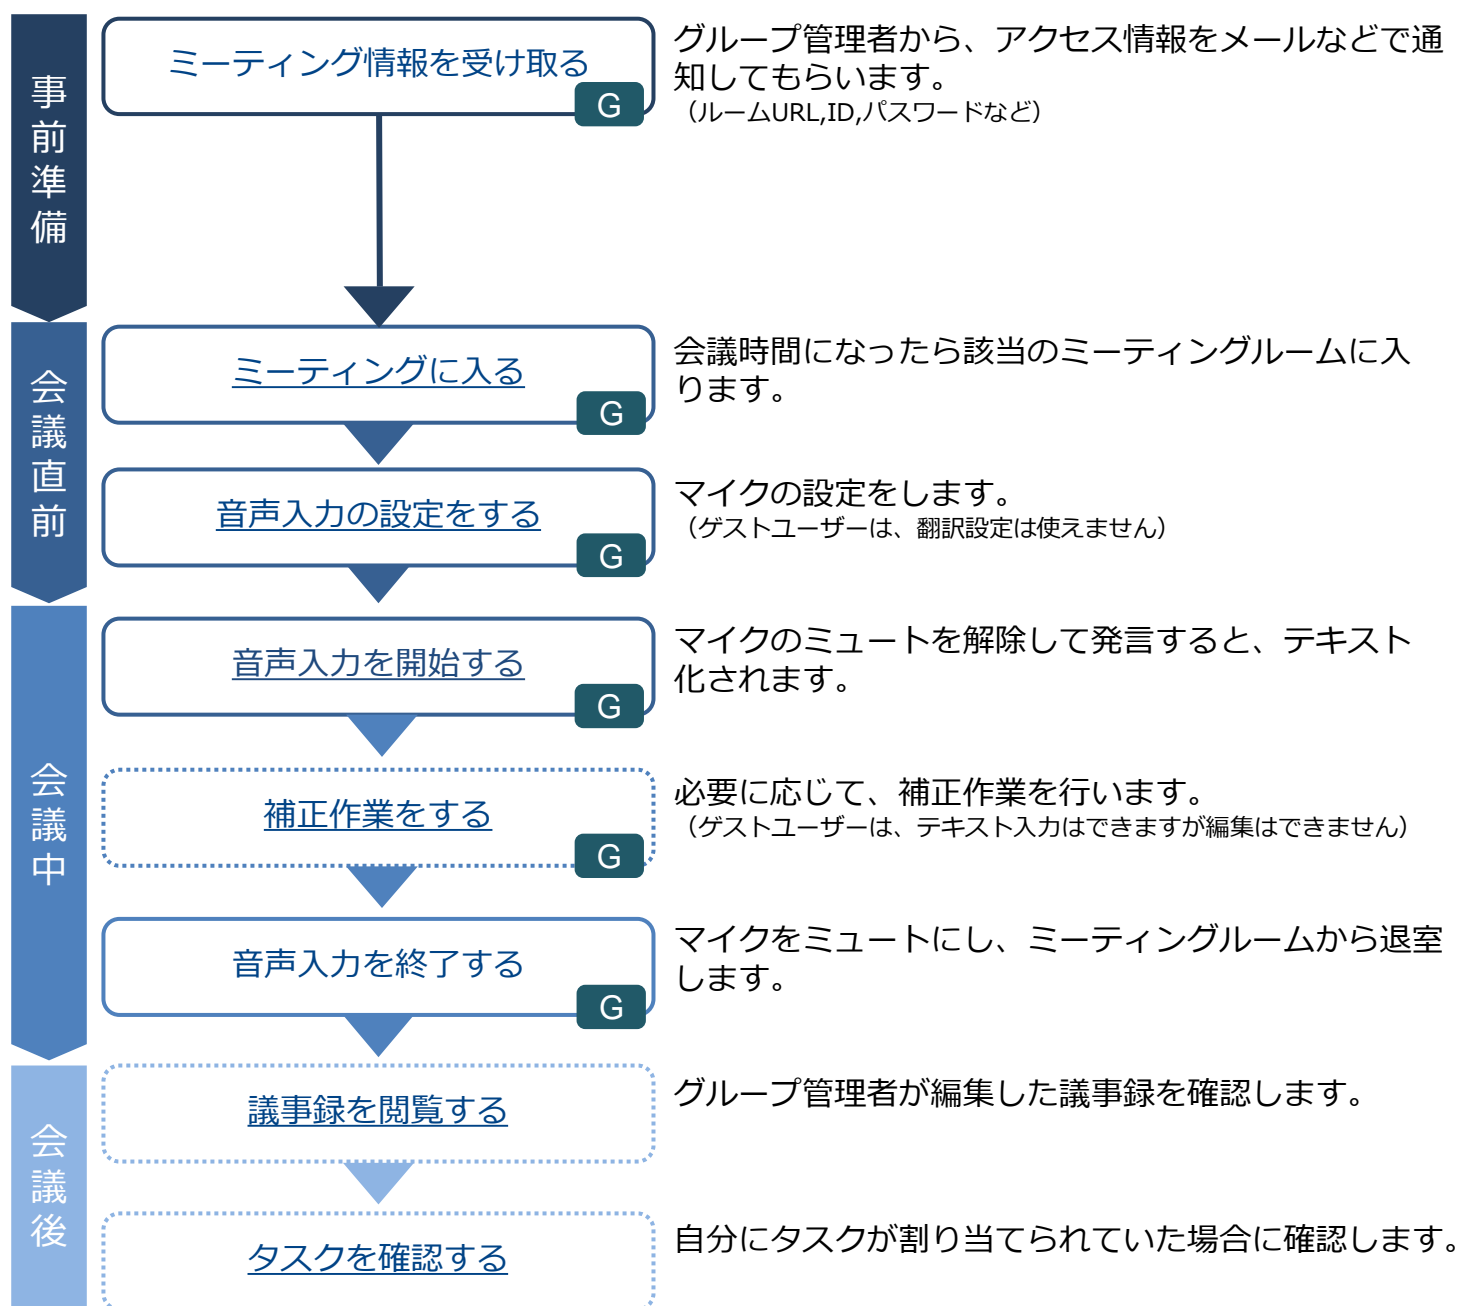 事前準備
ミーティング情報を受け取る
G
グループ管理者から、アクセス情報をメールなどで通
知してもらいます。
（ルームURL,ID,パスワードなど）
会議直前
ミーティングに入る
G
会議時間になったら該当のミーティングルームに入
ります。
音声入力の設定をする
G
マイクの設定をします。
（ゲストユーザーは、翻訳設定は使えません）
会議中
音声入力を開始する
G
マイクのミュートを解除して発言すると、テキスト
化されます。
補正作業をする
G
必要に応じて、補正作業を行います。
（ゲストユーザーは、テキスト入力はできますが編集はできません）
音声入力を終了する
G
マイクをミュートにし、ミーティングルームから退室
します。
会議後
議事録を閲覧する
グループ管理者が編集した議事録を確認します。
タスクを確認する
自分にタスクが割り当てられていた場合に確認します。